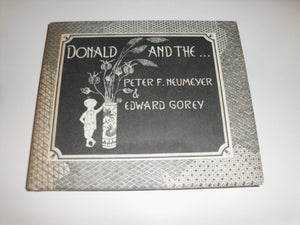 DONALD AND THE ...
PETER F. NEUMEYER
&
EDWARD GOREY